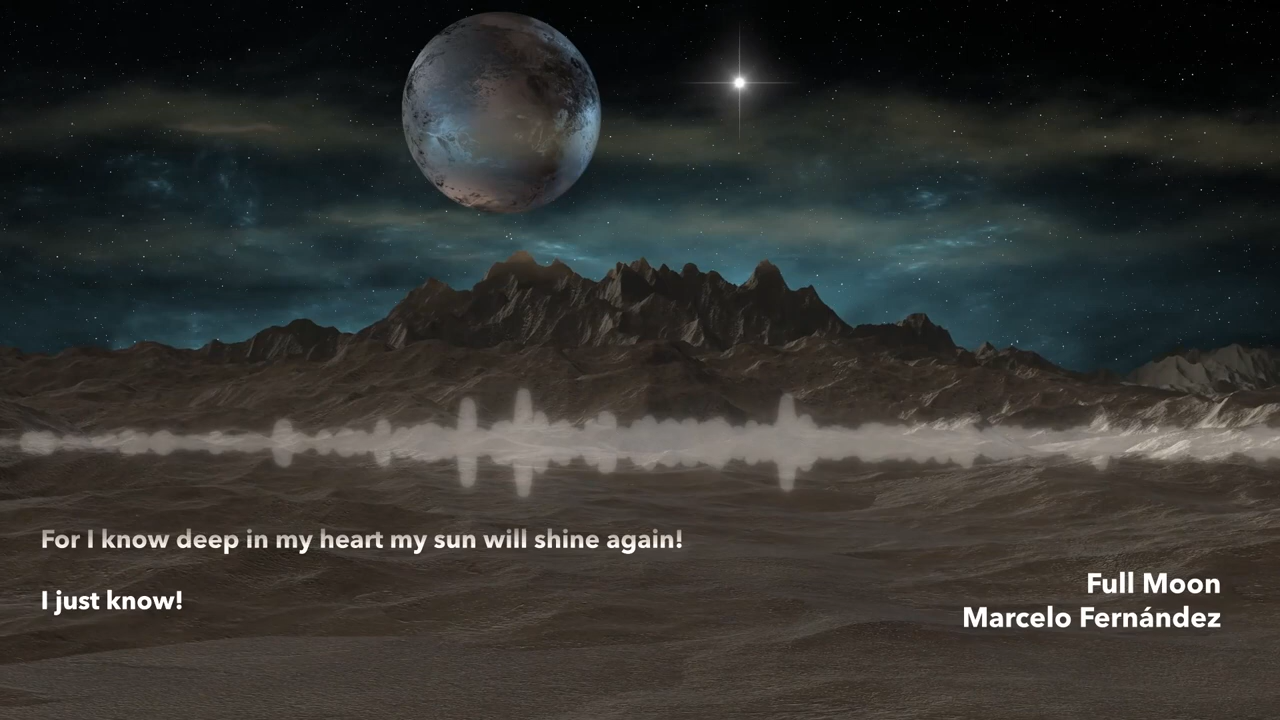 For I know deep in my heart my sun will shine again!
I just know!
Full Moon
Marcelo Fernández